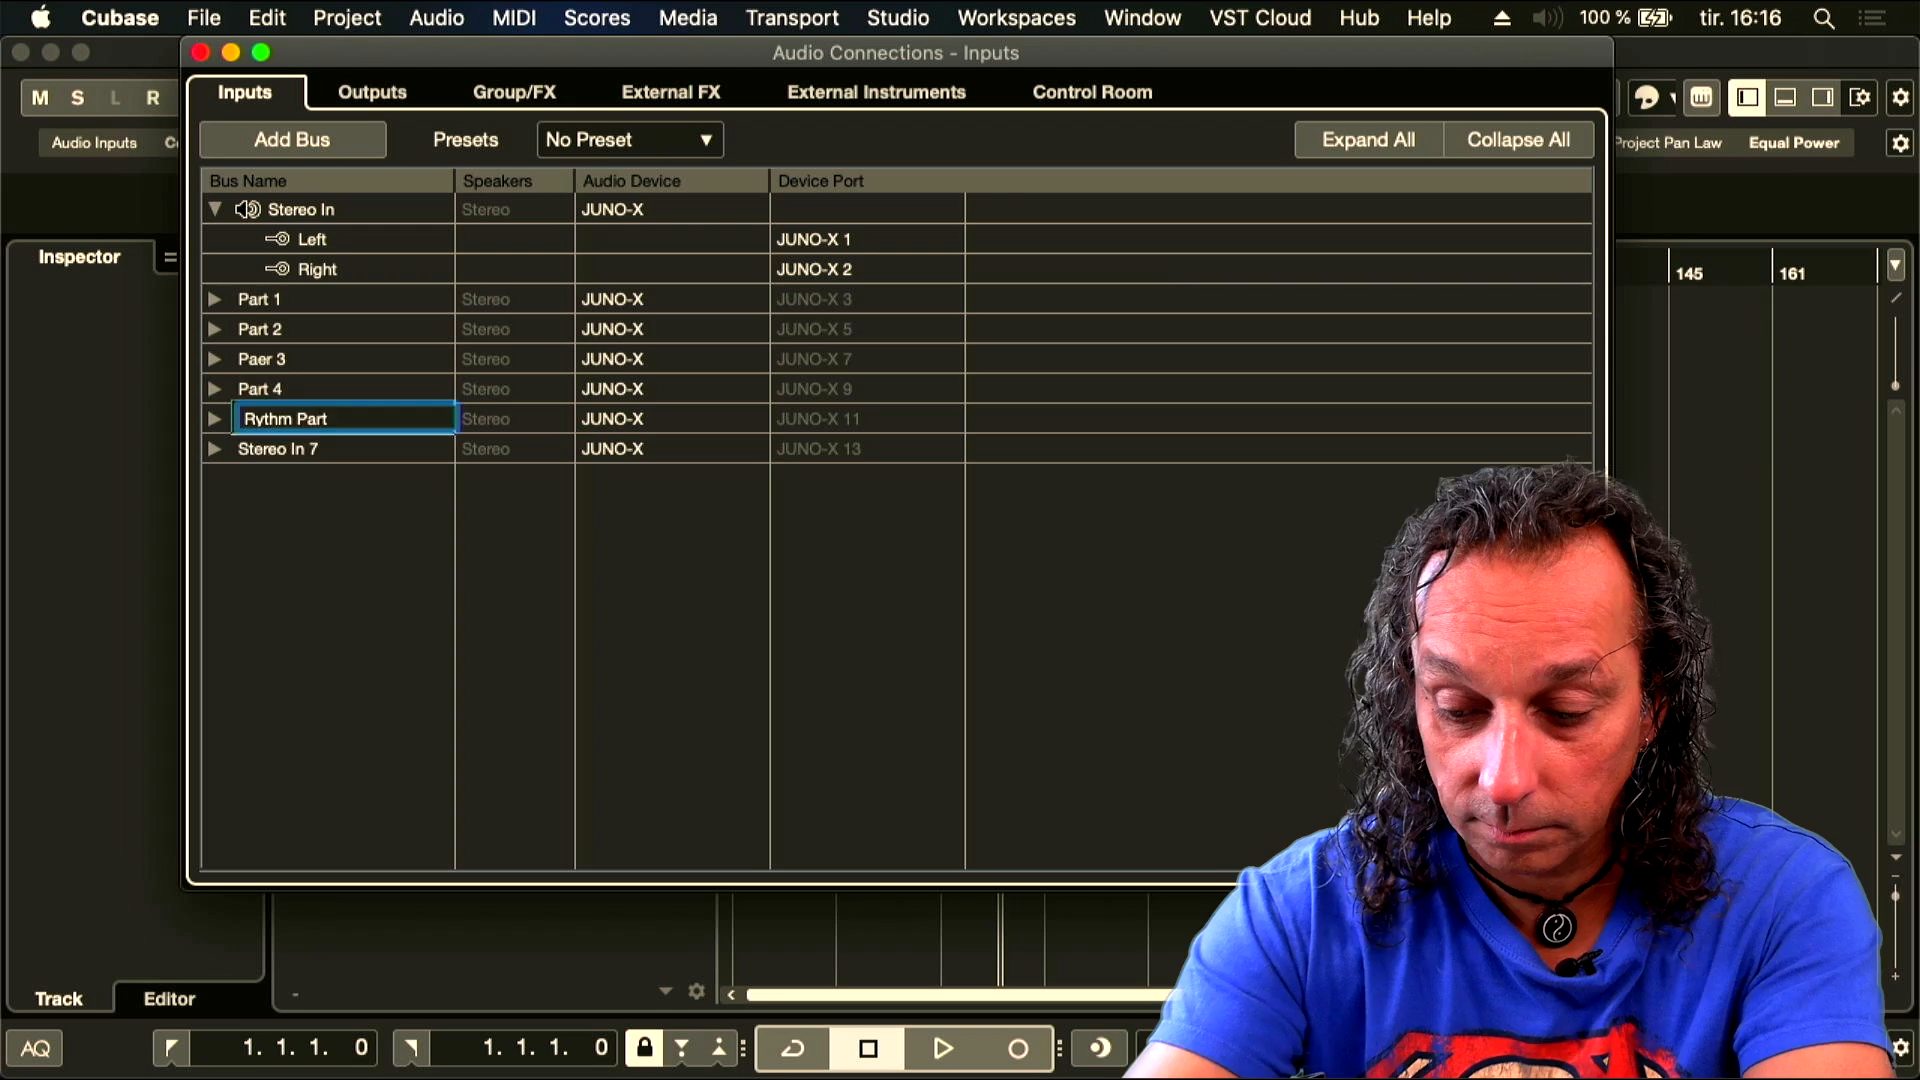 Cubase File Edit Project Audio MIDI Scores Media Transport Studio Workspaces Window VST Cloud Hub Help 100 % tir. 16:16
Audio Connections - Inputs
M S L R
Inputs Outputs Group/FX External FX External Instruments Control Room
Audio Inputs
Add Bus Presets No Preset Expand All Collapse All
Project Pan Law Equal Power
Bus Name Speakers Audio Device Device Port
Stereo In Stereo JUNO-X
Left JUNO-X 1
Right JUNO-X 2
Part 1 Stereo JUNO-X JUNO-X 3
Part 2 Stereo JUNO-X JUNO-X 5
Paer 3 Stereo JUNO-X JUNO-X 7
Part 4 Stereo JUNO-X JUNO-X 9
Rythm Part Stereo JUNO-X JUNO-X 11
Stereo In 7 Stereo JUNO-X JUNO-X 13
Inspector
145 161
Track Editor
AQ 1. 1. 1. 0 1. 1. 1. 0